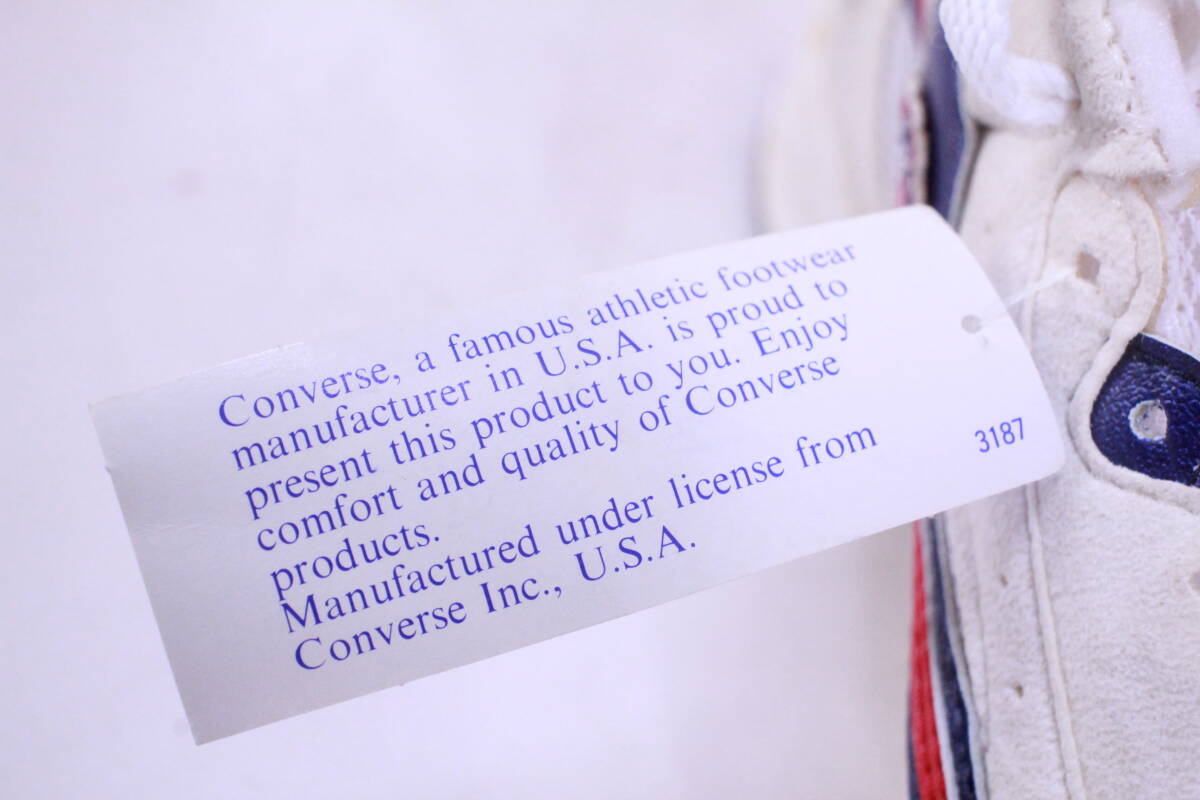 Converse, a famous athletic footwear
manufacturer in U.S.A. is proud to
present this product to you. Enjoy
comfort and quality of Converse
products.
Manufactured under license from
Converse Inc., U.S.A.
3187